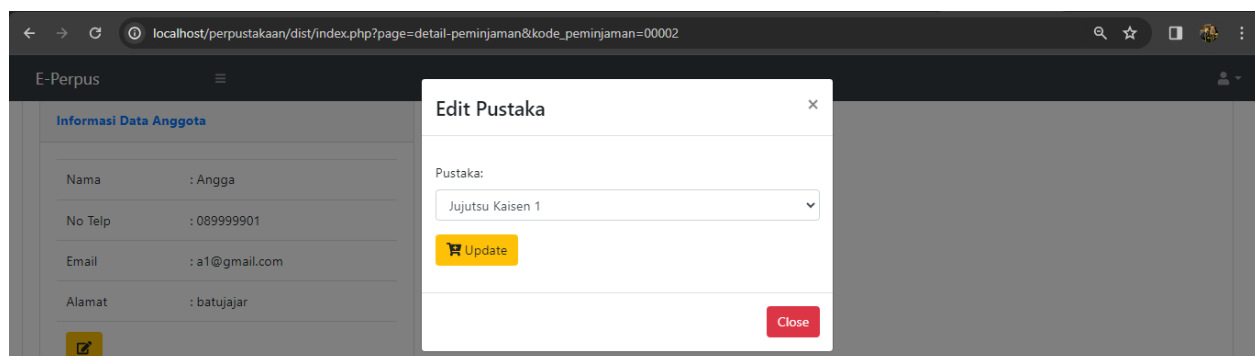 localhost/perpustakaan/dist/index.php?page=detail-peminjaman&kode_peminjaman=00002
E-Perpus
Informasi Data Anggota
Nama : Angga
No Telp : 089999901
Email : a1@gmail.com
Alamat : batujajar
Edit Pustaka ×
Pustaka:
Jujutsu Kaisen 1
Update
Close